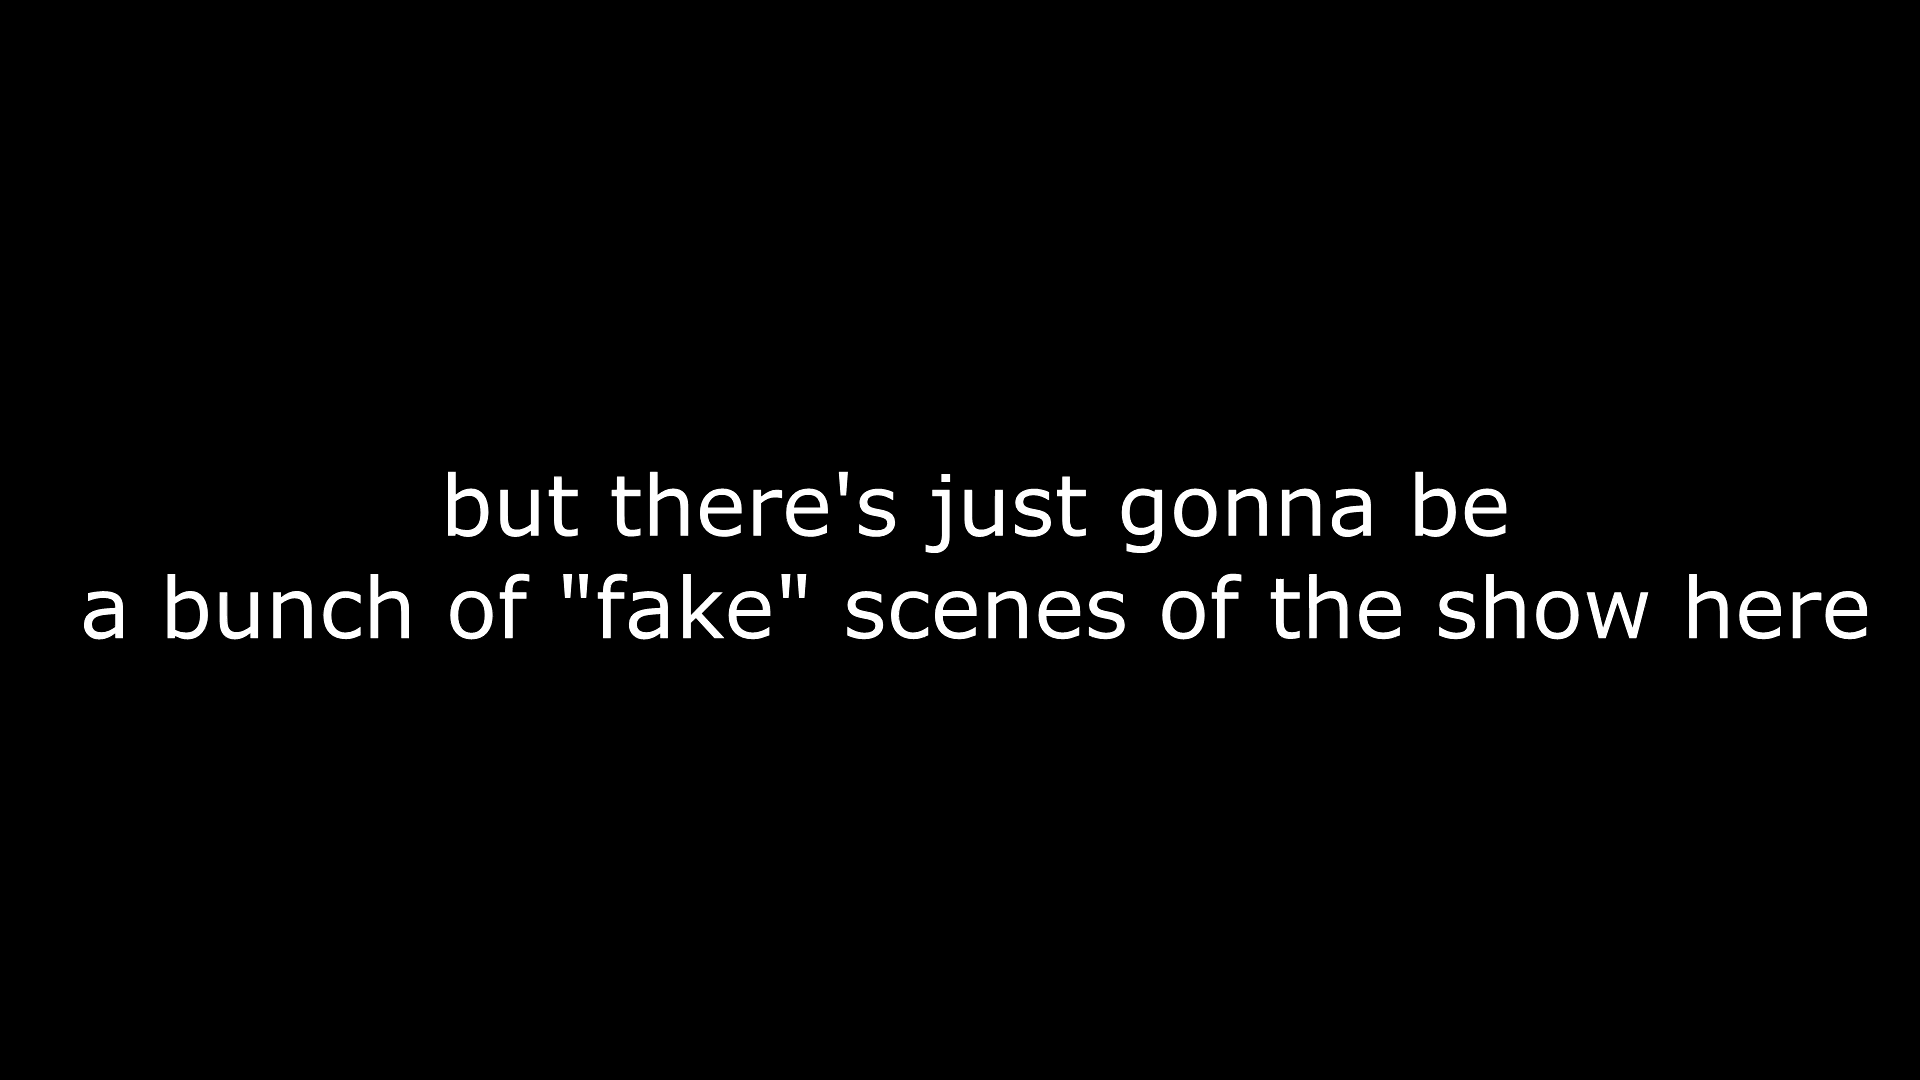 but there's just gonna be
a bunch of "fake" scenes of the show here